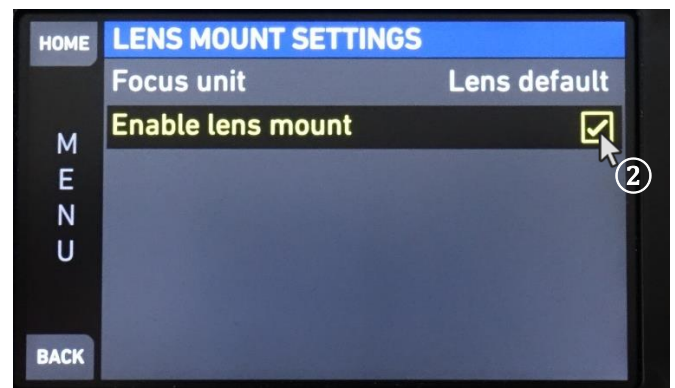 HOME
LENS MOUNT SETTINGS
Focus unit Lens default
Enable lens mount
②
M
E
N
U
BACK